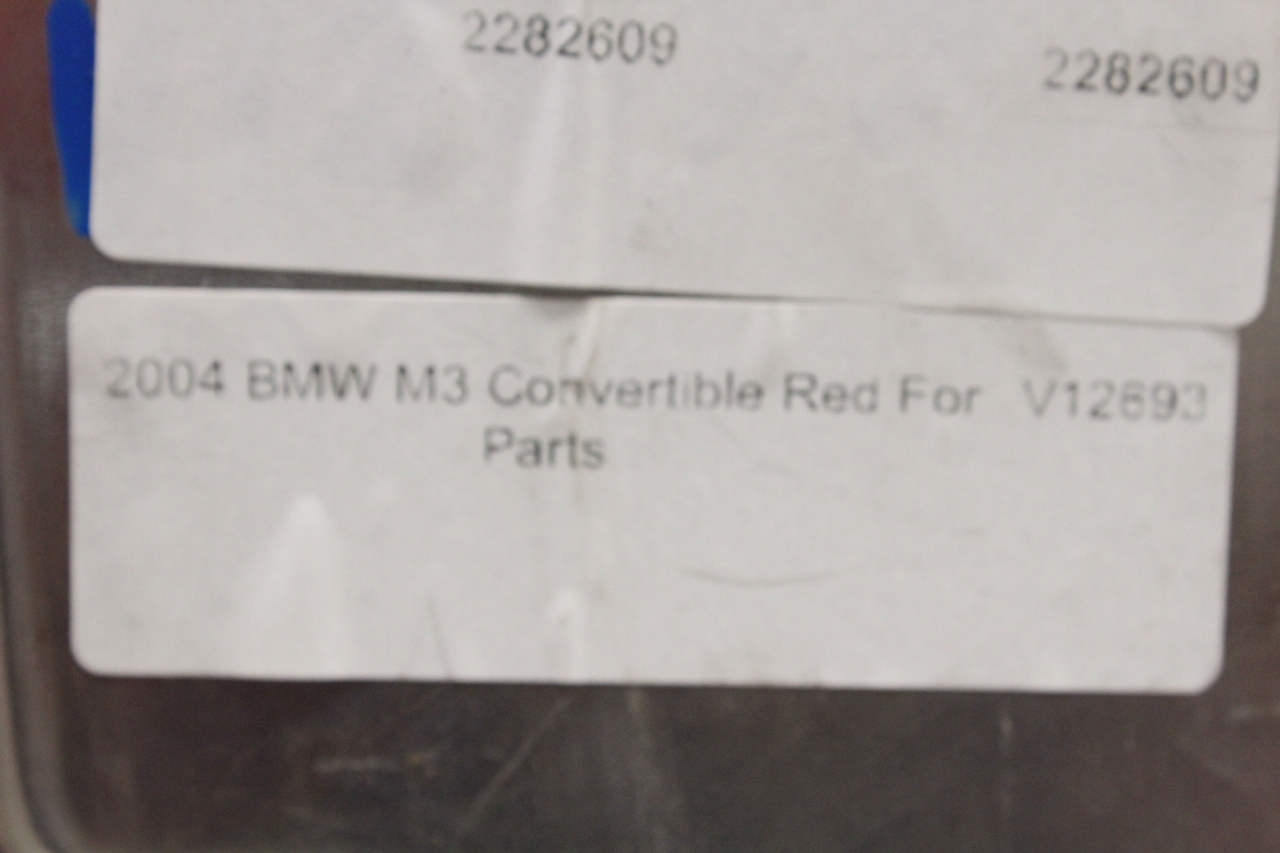 2282609 2282609
2004 BMW M3 Convertible Red For V12693
Parts